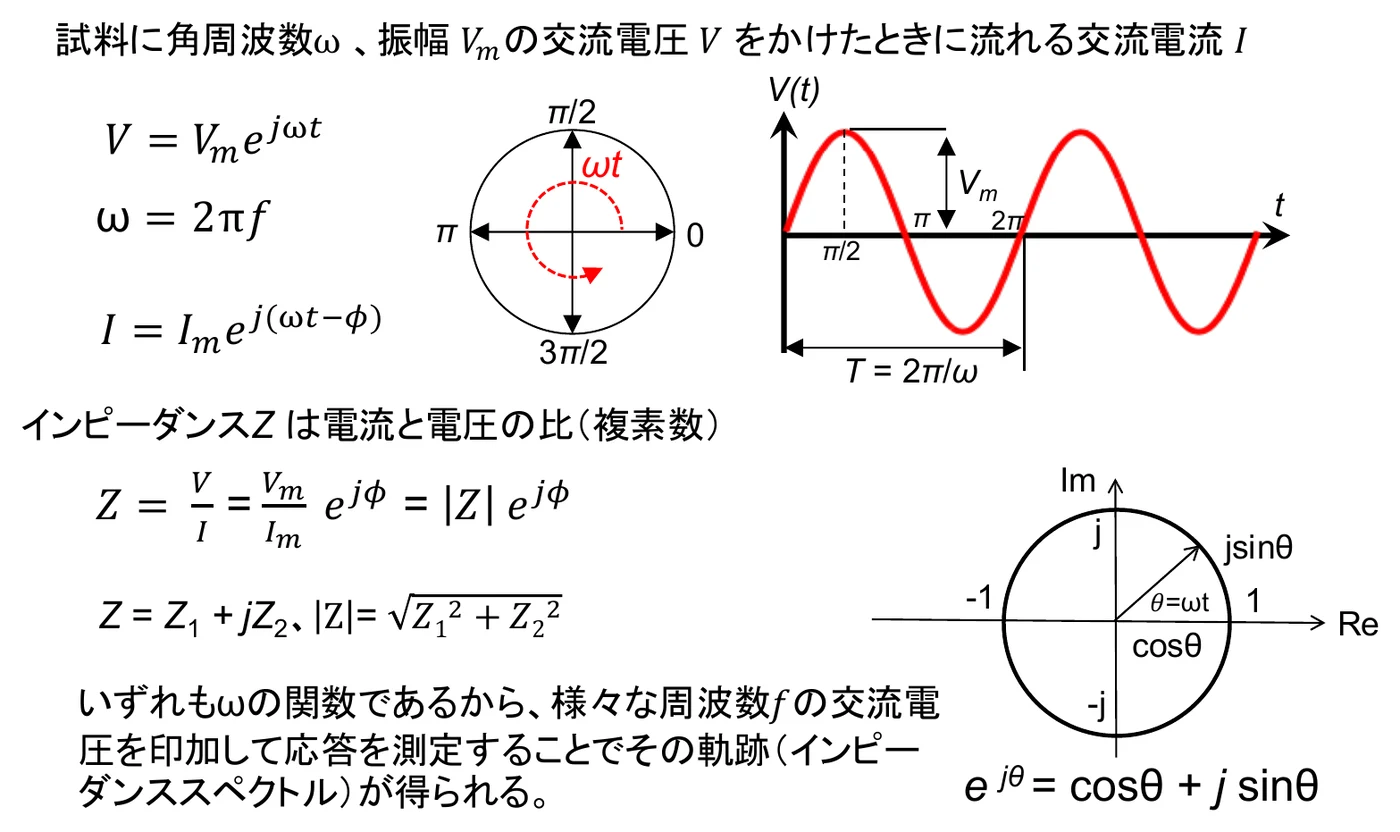 試料に角周波数ω 、振幅 Vₘの交流電圧 V をかけたときに流れる交流電流 I
V = Vₘe^{jωt}
ω = 2πf
I = Iₘe^{j(ωt−ϕ)}
π/2
ωt
π
0
3π/2
V(t)
Vₘ
t
π/2
π
2π
T = 2π/ω
インピーダンスZ は電流と電圧の比（複素数）
Z = V/I = Vₘ/Iₘ e^{jϕ} = |Z| e^{jϕ}
Z = Z₁ + jZ₂、|Z|= √(Z₁² + Z₂²)
いずれもωの関数であるから、様々な周波数fの交流電
圧を印加して応答を測定することでその軌跡（インピー
ダンススペクトル）が得られる。
Im
j
jsinθ
-1
θ=ωt
1
Re
cosθ
-j
e ^{jθ} = cosθ + j sinθ